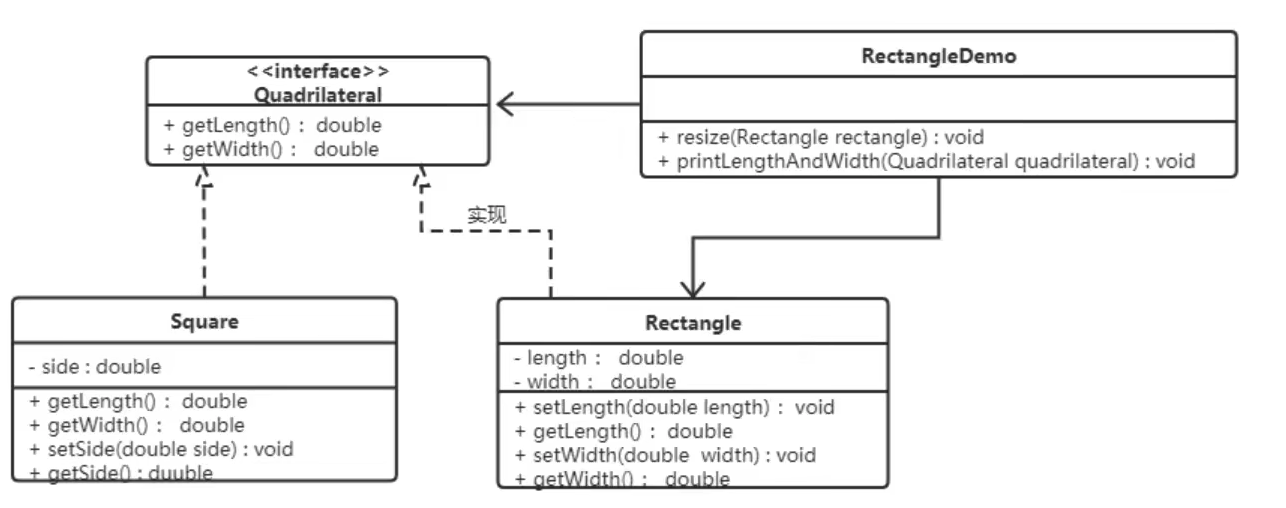 <<interface>>
Quadrilateral
+ getLength() : double
+ getWidth() : double
RectangleDemo
+ resize(Rectangle rectangle) : void
+ printLengthAndWidth(Quadrilateral quadrilateral) : void
实现
Square
- side : double
+ getLength() : double
+ getWidth() : double
+ setSide(double side) : void
+ getSide() : duuble
Rectangle
- length : double
- width : double
+ setLength(double length) : void
+ getLength() : double
+ setWidth(double width) : void
+ getWidth() : double